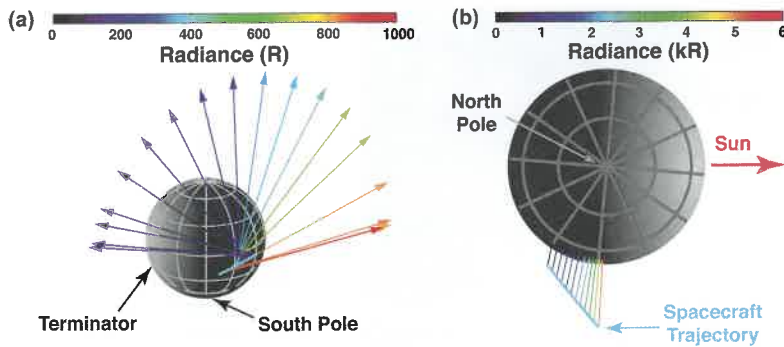 (a)
0 200 400 600 800 1000
Radiance (R)
Terminator
South Pole
(b)
0 1 2 3 4 5 6
Radiance (kR)
North
Pole
Sun
Spacecraft
Trajectory